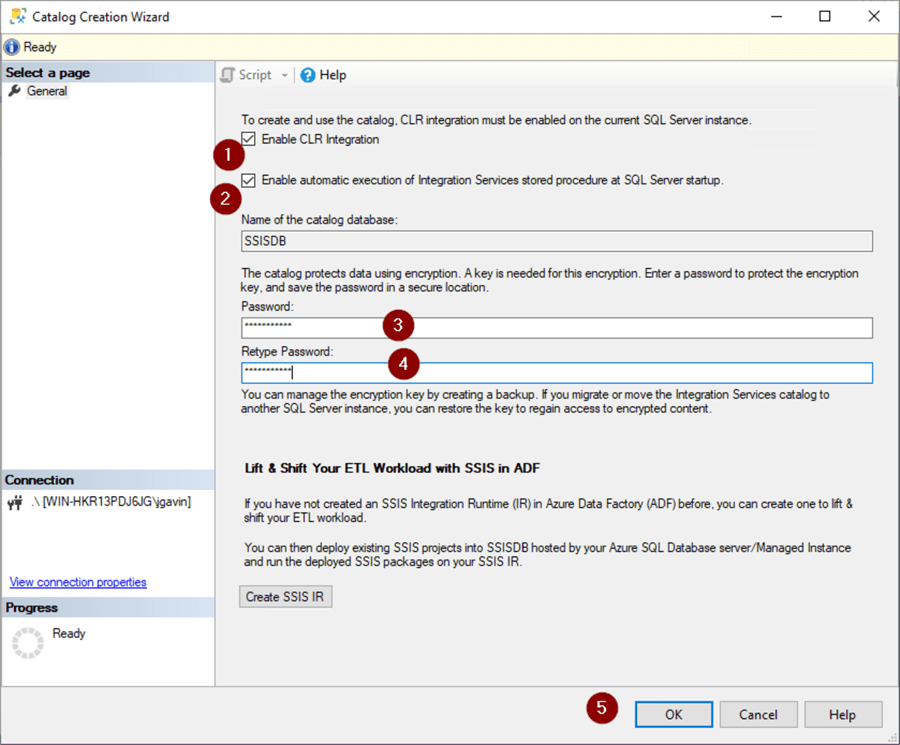 Catalog Creation Wizard
Ready
Select a page
General
Script
Help
To create and use the catalog, CLR integration must be enabled on the current SQL Server instance.
Enable CLR Integration
1
Enable automatic execution of Integration Services stored procedure at SQL Server startup.
2
Name of the catalog database:
SSISDB
The catalog protects data using encryption. A key is needed for this encryption. Enter a password to protect the encryption
key, and save the password in a secure location.
Password:
***********
3
Retype Password:
4
***********
You can manage the encryption key by creating a backup. If you migrate or move the Integration Services catalog to
another SQL Server instance, you can restore the key to regain access to encrypted content.
Lift & Shift Your ETL Workload with SSIS in ADF
If you have not created an SSIS Integration Runtime (IR) in Azure Data Factory (ADF) before, you can create one to lift &
shift your ETL workload.
You can then deploy existing SSIS projects into SSISDB hosted by your Azure SQL Database server/Managed Instance
and run the deployed SSIS packages on your SSIS IR.
Create SSIS IR
Connection
.\ [WIN-HKR13PDJ6JG\jgavin]
View connection properties
Progress
Ready
5
OK
Cancel
Help